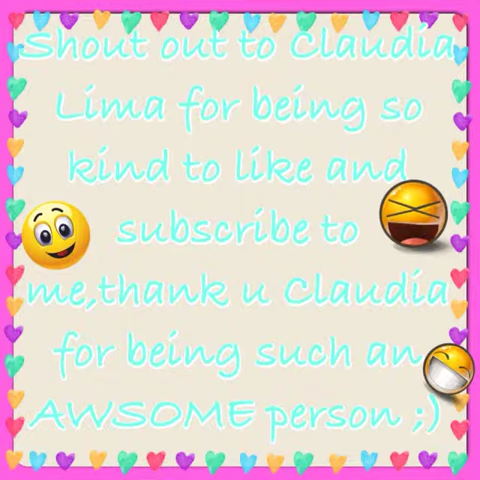 Shout out to Claudia
Lima for being so
kind to like and
subscribe to
me,thank u Claudia
for being such an
AWSOME person ;)